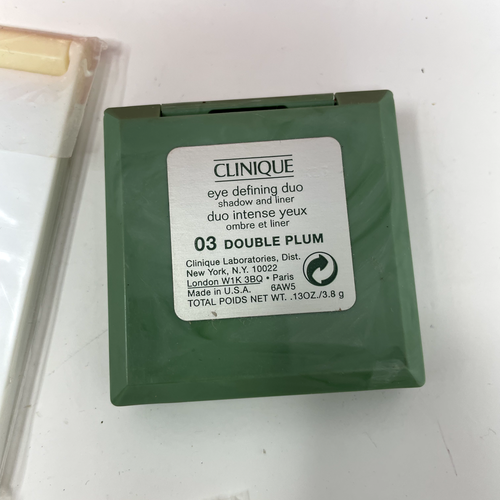 CLINIQUE
eye defining duo
shadow and liner
duo intense yeux
ombre et liner
03 DOUBLE PLUM
Clinique Laboratories, Dist.
New York, N.Y. 10022
London W1K 3BQ • Paris
Made in U.S.A. 6AW5
TOTAL POIDS NET WT. .13OZ./3.8 g